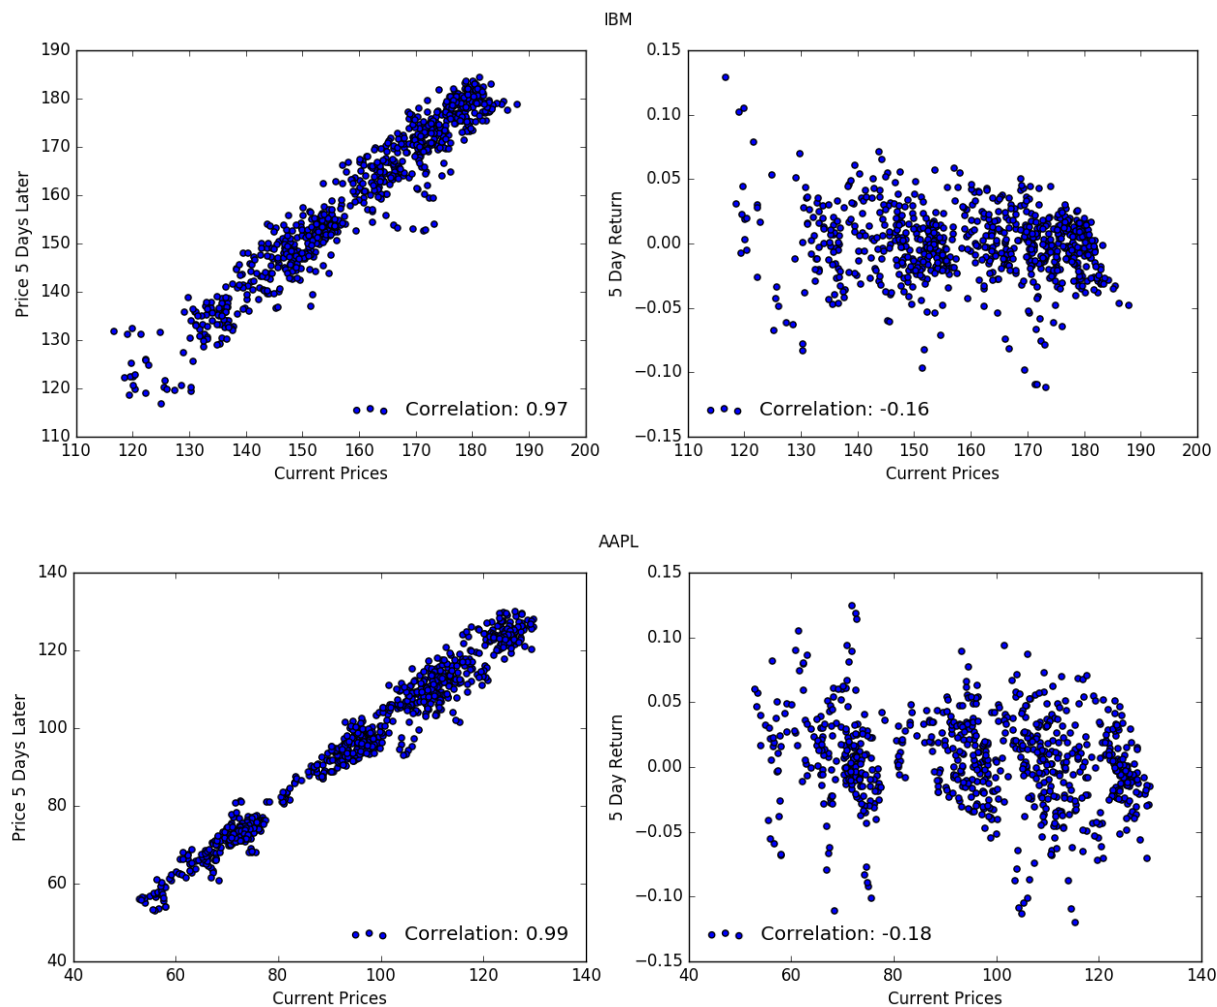 IBM
190
180
170
160
150
140
130
120
110
Price 5 Days Later
110 120 130 140 150 160 170 180 190 200
Current Prices
Correlation: 0.97
0.15
0.10
0.05
0.00
−0.05
−0.10
−0.15
5 Day Return
110 120 130 140 150 160 170 180 190 200
Current Prices
Correlation: -0.16
AAPL
140
120
100
80
60
40
Price 5 Days Later
40 60 80 100 120 140
Current Prices
Correlation: 0.99
0.15
0.10
0.05
0.00
−0.05
−0.10
−0.15
5 Day Return
40 60 80 100 120 140
Current Prices
Correlation: -0.18